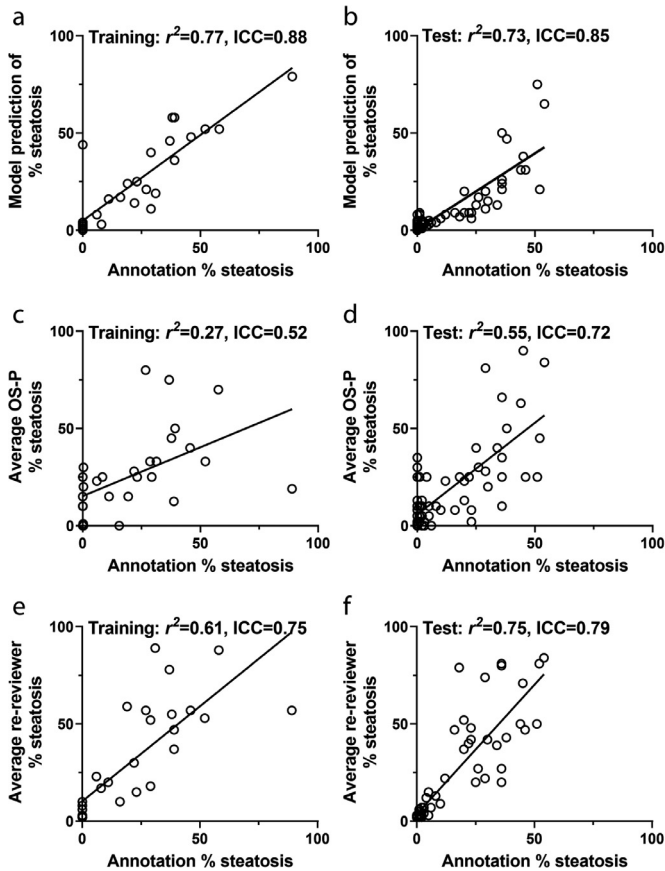 a
Training: r²=0.77, ICC=0.88
Model prediction of
% steatosis
100
50
0
0 50 100
Annotation % steatosis
b
Test: r²=0.73, ICC=0.85
Model prediction of
% steatosis
100
50
0
0 50 100
Annotation % steatosis
c
Training: r²=0.27, ICC=0.52
Average OS-P
% steatosis
100
50
0
0 50 100
Annotation % steatosis
d
Test: r²=0.55, ICC=0.72
Average OS-P
% steatosis
100
50
0
0 50 100
Annotation % steatosis
e
Training: r²=0.61, ICC=0.75
Average re-reviewer
% steatosis
100
50
0
0 50 100
Annotation % steatosis
f
Test: r²=0.75, ICC=0.79
Average re-reviewer
% steatosis
100
50
0
0 50 100
Annotation % steatosis